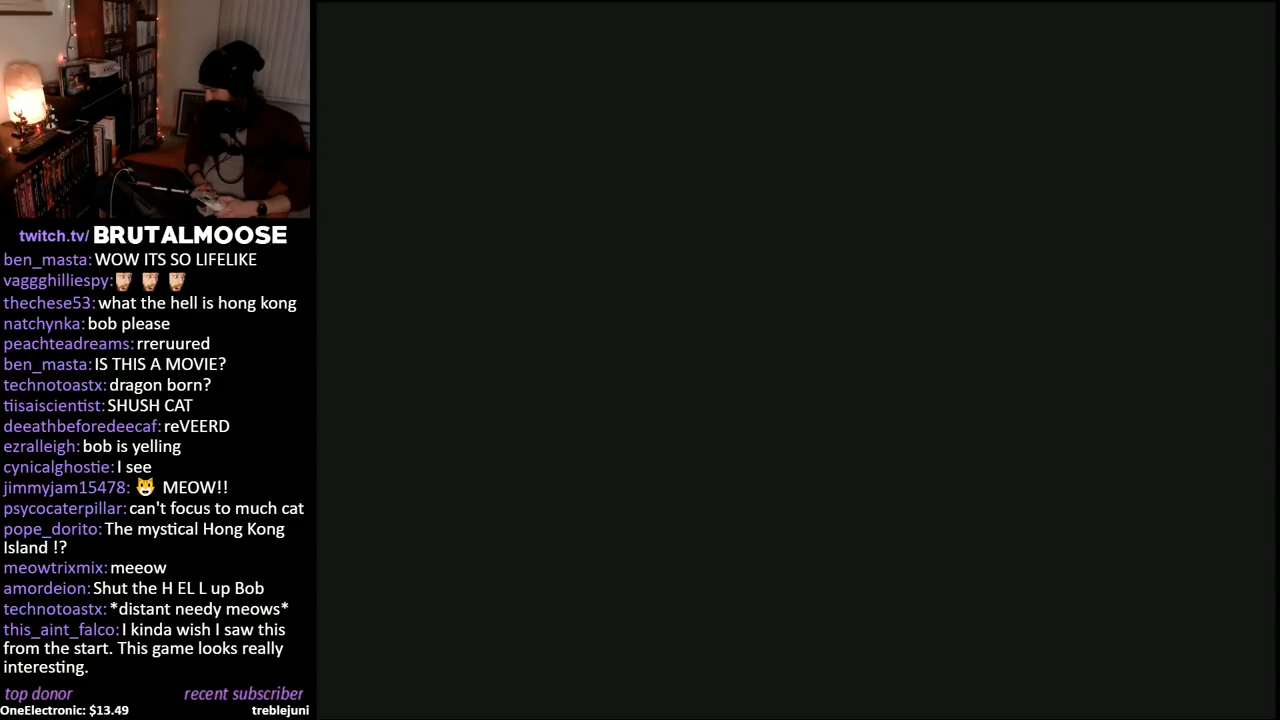 twitch.tv/ BRUTALMOOSE
ben_masta: WOW ITS SO LIFELIKE
vaggghilliespy:
thechese53: what the hell is hong kong
natchynka: bob please
peachteadreams: rreruured
ben_masta: IS THIS A MOVIE?
technotoastx: dragon born?
tiisaiscientist: SHUSH CAT
deeathbeforedeecaf: reVEERD
ezralleigh: bob is yelling
cynicalghostie: I see
jimmyjam15478: 😺 MEOW!!
psycocaterpillar: can't focus to much cat
pope_dorito: The mystical Hong Kong
Island !?
meowtrixmix: meeow
amordeion: Shut the H EL L up Bob
technotoastx: *distant needy meows*
this_aint_falco: I kinda wish I saw this
from the start. This game looks really
interesting.
top donor recent subscriber
OneElectronic: $13.49 treblejuni